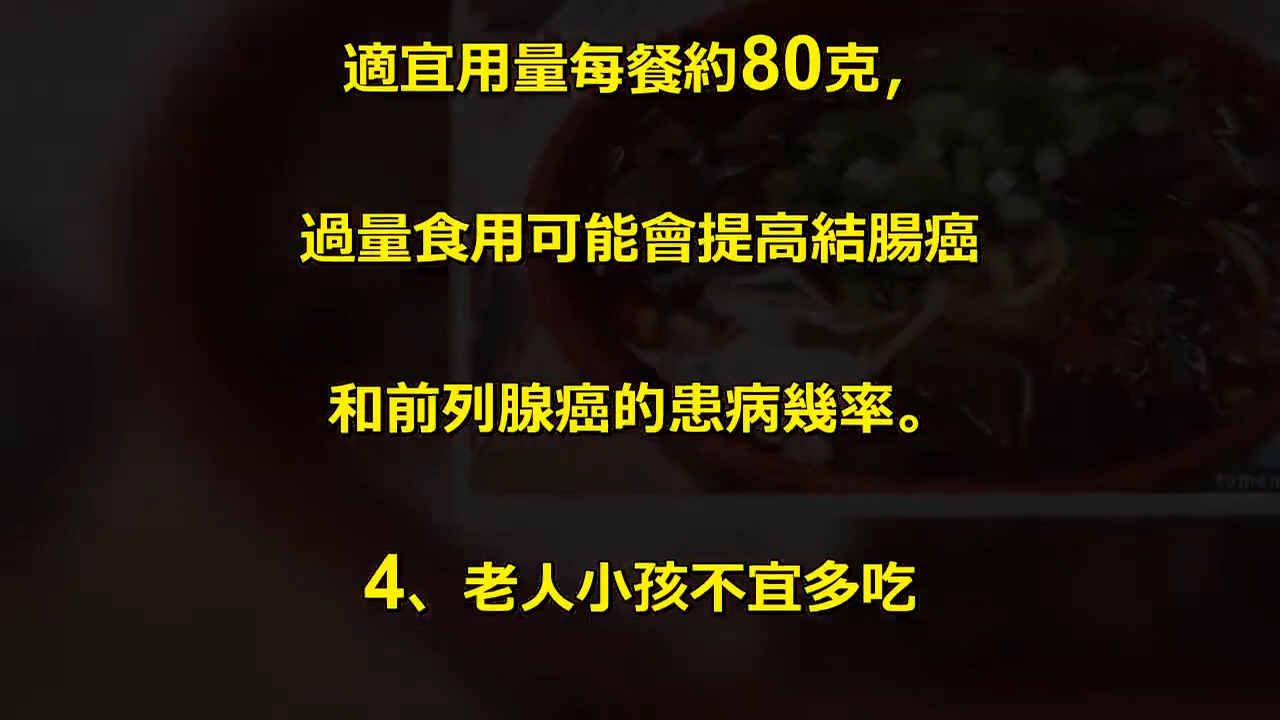 適宜用量每餐約80克，
過量食用可能會提高結腸癌
和前列腺癌的患病幾率。
4、老人小孩不宜多吃